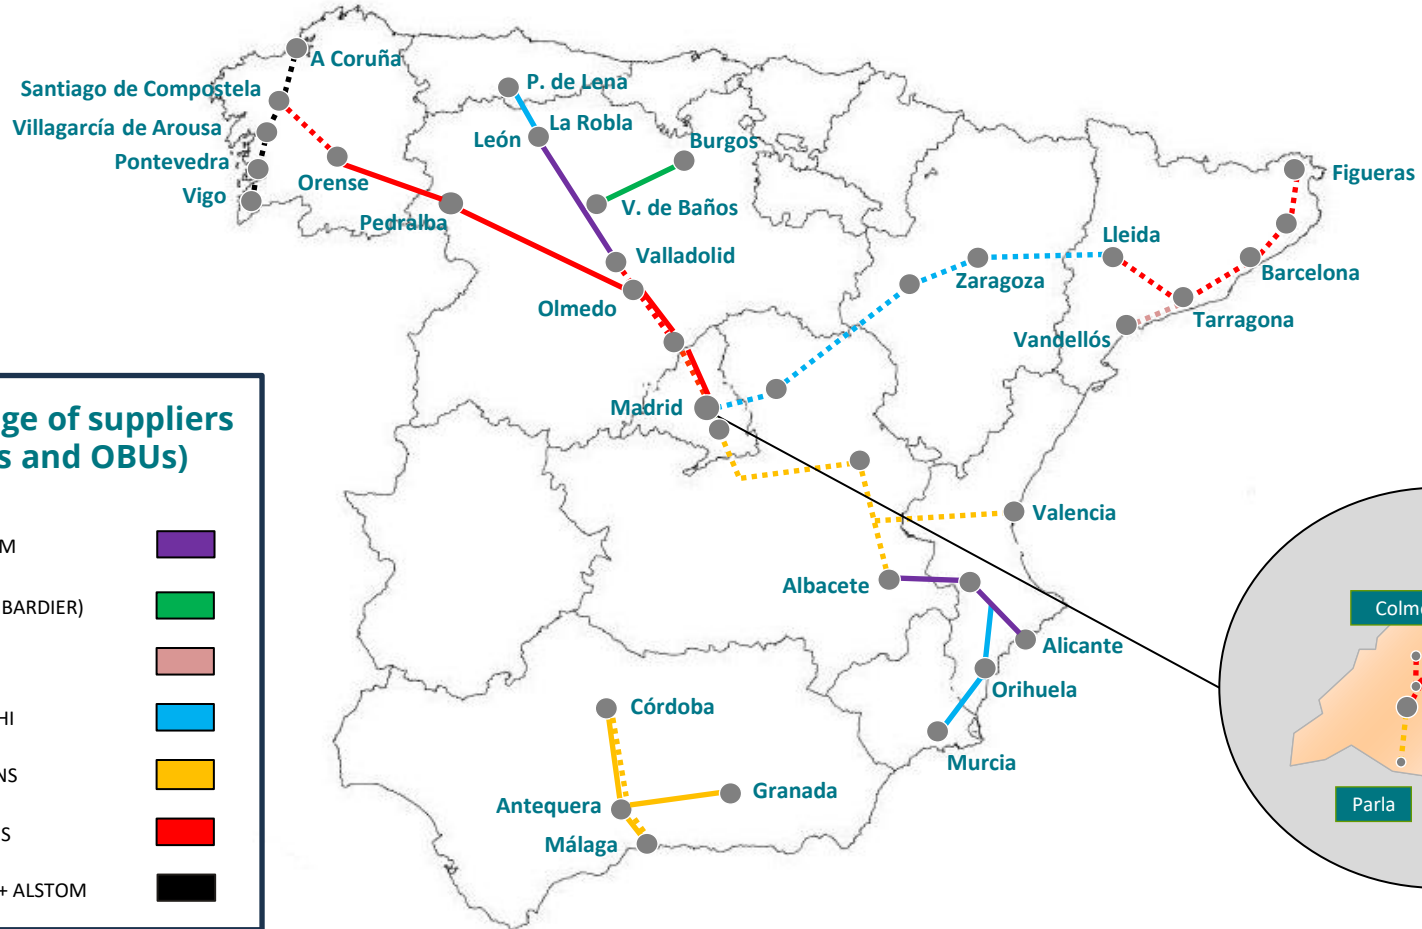 A Coruña
Santiago de Compostela
Villagarcía de Arousa
Pontevedra
Vigo
Orense
Pedralba
P. de Lena
La Robla
León
Burgos
V. de Baños
Valladolid
Olmedo
Madrid
Zaragoza
Lleida
Figueras
Barcelona
Tarragona
Vandellós
Valencia
Albacete
Alicante
Orihuela
Murcia
Córdoba
Antequera
Granada
Málaga
ge of suppliers
s and OBUs)
M
BARDIER)
HI
NS
S
+ ALSTOM
Colm
Parla